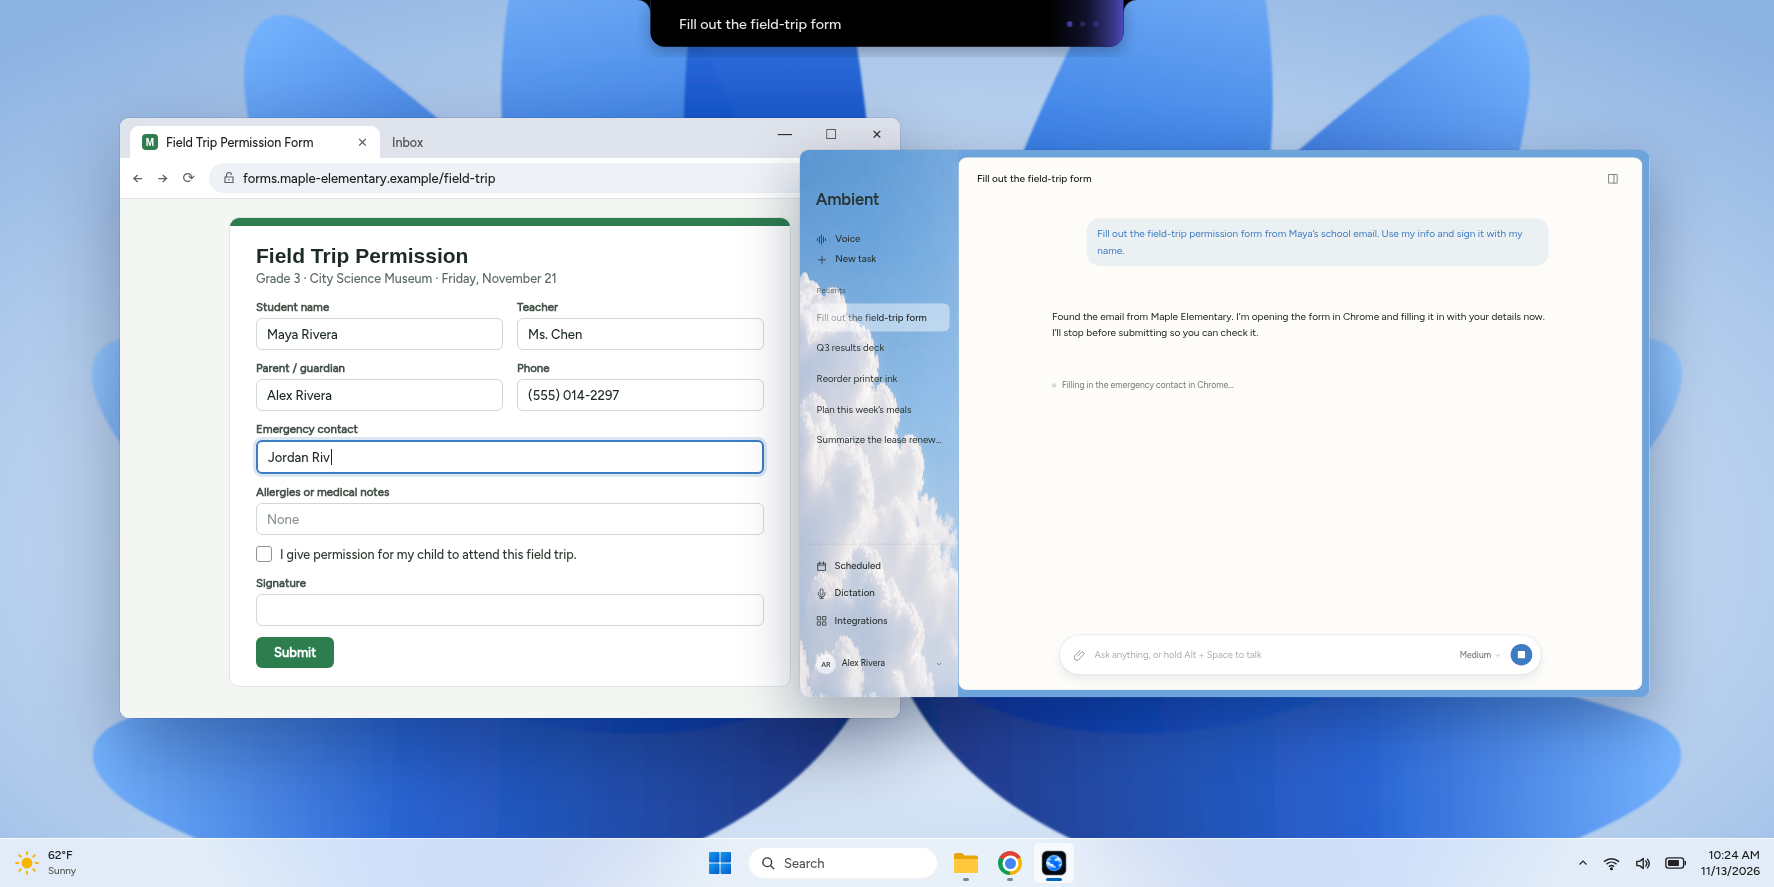 Fill out the field-trip form
M Field Trip Permission Form
Inbox
forms.maple-elementary.example/field-trip
Field Trip Permission
Grade 3 · City Science Museum · Friday, November 21
Student name
Teacher
Maya Rivera
Ms. Chen
Parent / guardian
Phone
Alex Rivera
(555) 014-2297
Emergency contact
Jordan Riv
Allergies or medical notes
None
I give permission for my child to attend this field trip.
Signature
Submit
Ambient
Voice
New task
Recents
Fill out the field-trip form
Q3 results deck
Reorder printer ink
Plan this week's meals
Summarize the lease renew...
Scheduled
Dictation
Integrations
AR Alex Rivera
Fill out the field-trip form
Fill out the field-trip permission form from Maya's school email. Use my info and sign it with my
name.
Found the email from Maple Elementary. I'm opening the form in Chrome and filling it in with your details now.
I'll stop before submitting so you can check it.
Filling in the emergency contact in Chrome...
Ask anything, or hold Alt + Space to talk
Medium
62°F
Sunny
Search
10:24 AM
11/13/2026